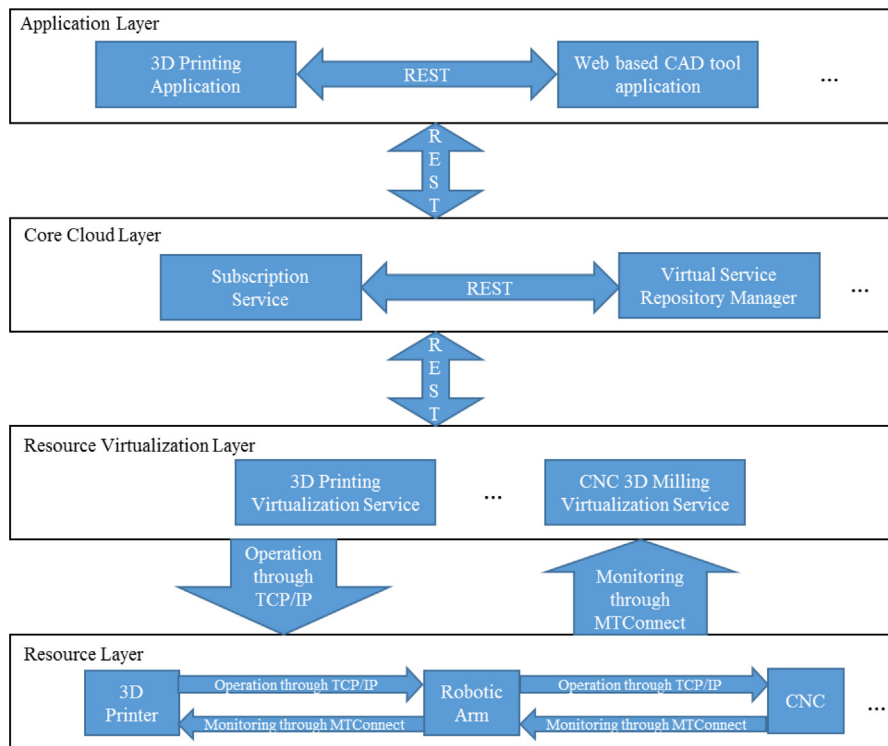 Application Layer
3D Printing
Application
REST
Web based CAD tool
application
...
R
E
S
T
Core Cloud Layer
Subscription
Service
REST
Virtual Service
Repository Manager
...
R
E
S
T
Resource Virtualization Layer
3D Printing
Virtualization Service
...
CNC 3D Milling
Virtualization Service
Operation
through
TCP/IP
Monitoring
through
MTConnect
Resource Layer
3D
Printer
Operation through TCP/IP
Monitoring through MTConnect
Robotic
Arm
Operation through TCP/IP
Monitoring through MTConnect
CNC
...